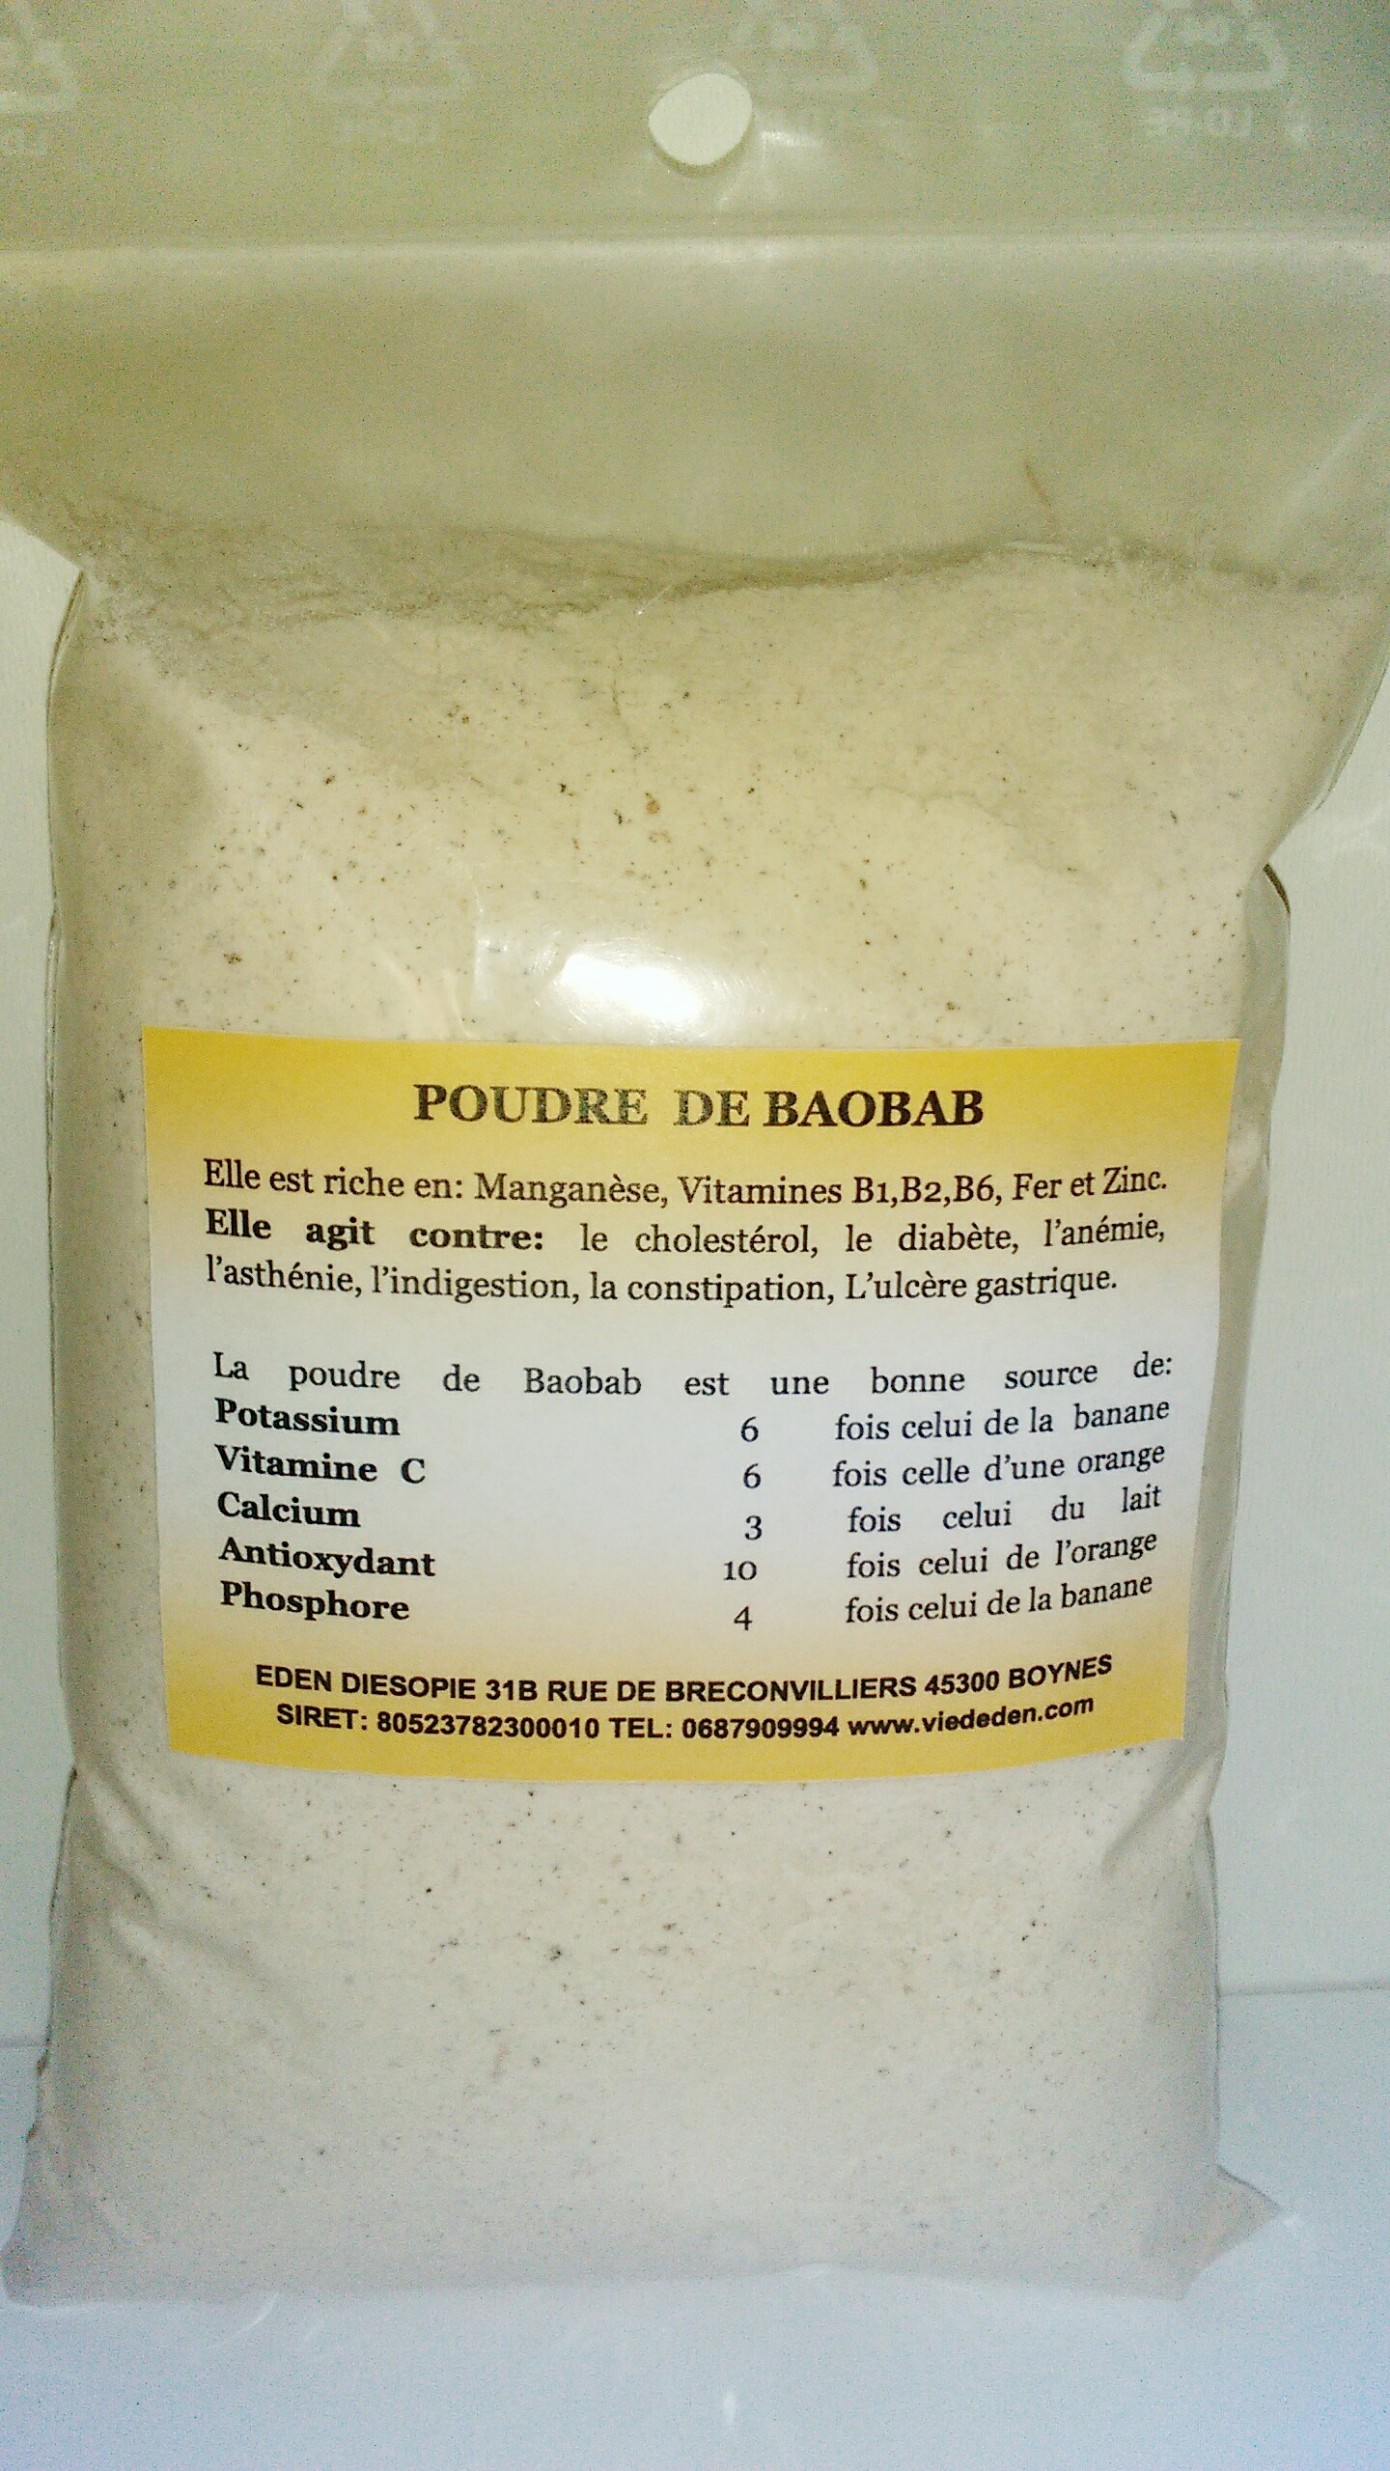 POUDRE DE BAOBAB
Elle est riche en: Manganèse, Vitamines B1,B2,B6, Fer et Zinc.
Elle agit contre: le cholestérol, le diabète, l'anémie,
l'asthénie, l'indigestion, la constipation, L'ulcère gastrique.
La poudre de Baobab est une bonne source de:
Potassium 6 fois celui de la banane
Vitamine C 6 fois celle d'une orange
Calcium 3 fois celui du lait
Antioxydant 10 fois celui de l'orange
Phosphore 4 fois celui de la banane
EDEN DIESOPIE 31B RUE DE BRECONVILLIERS 45300 BOYNES
SIRET: 80523782300010 TEL: 0687909994 www.viededen.com